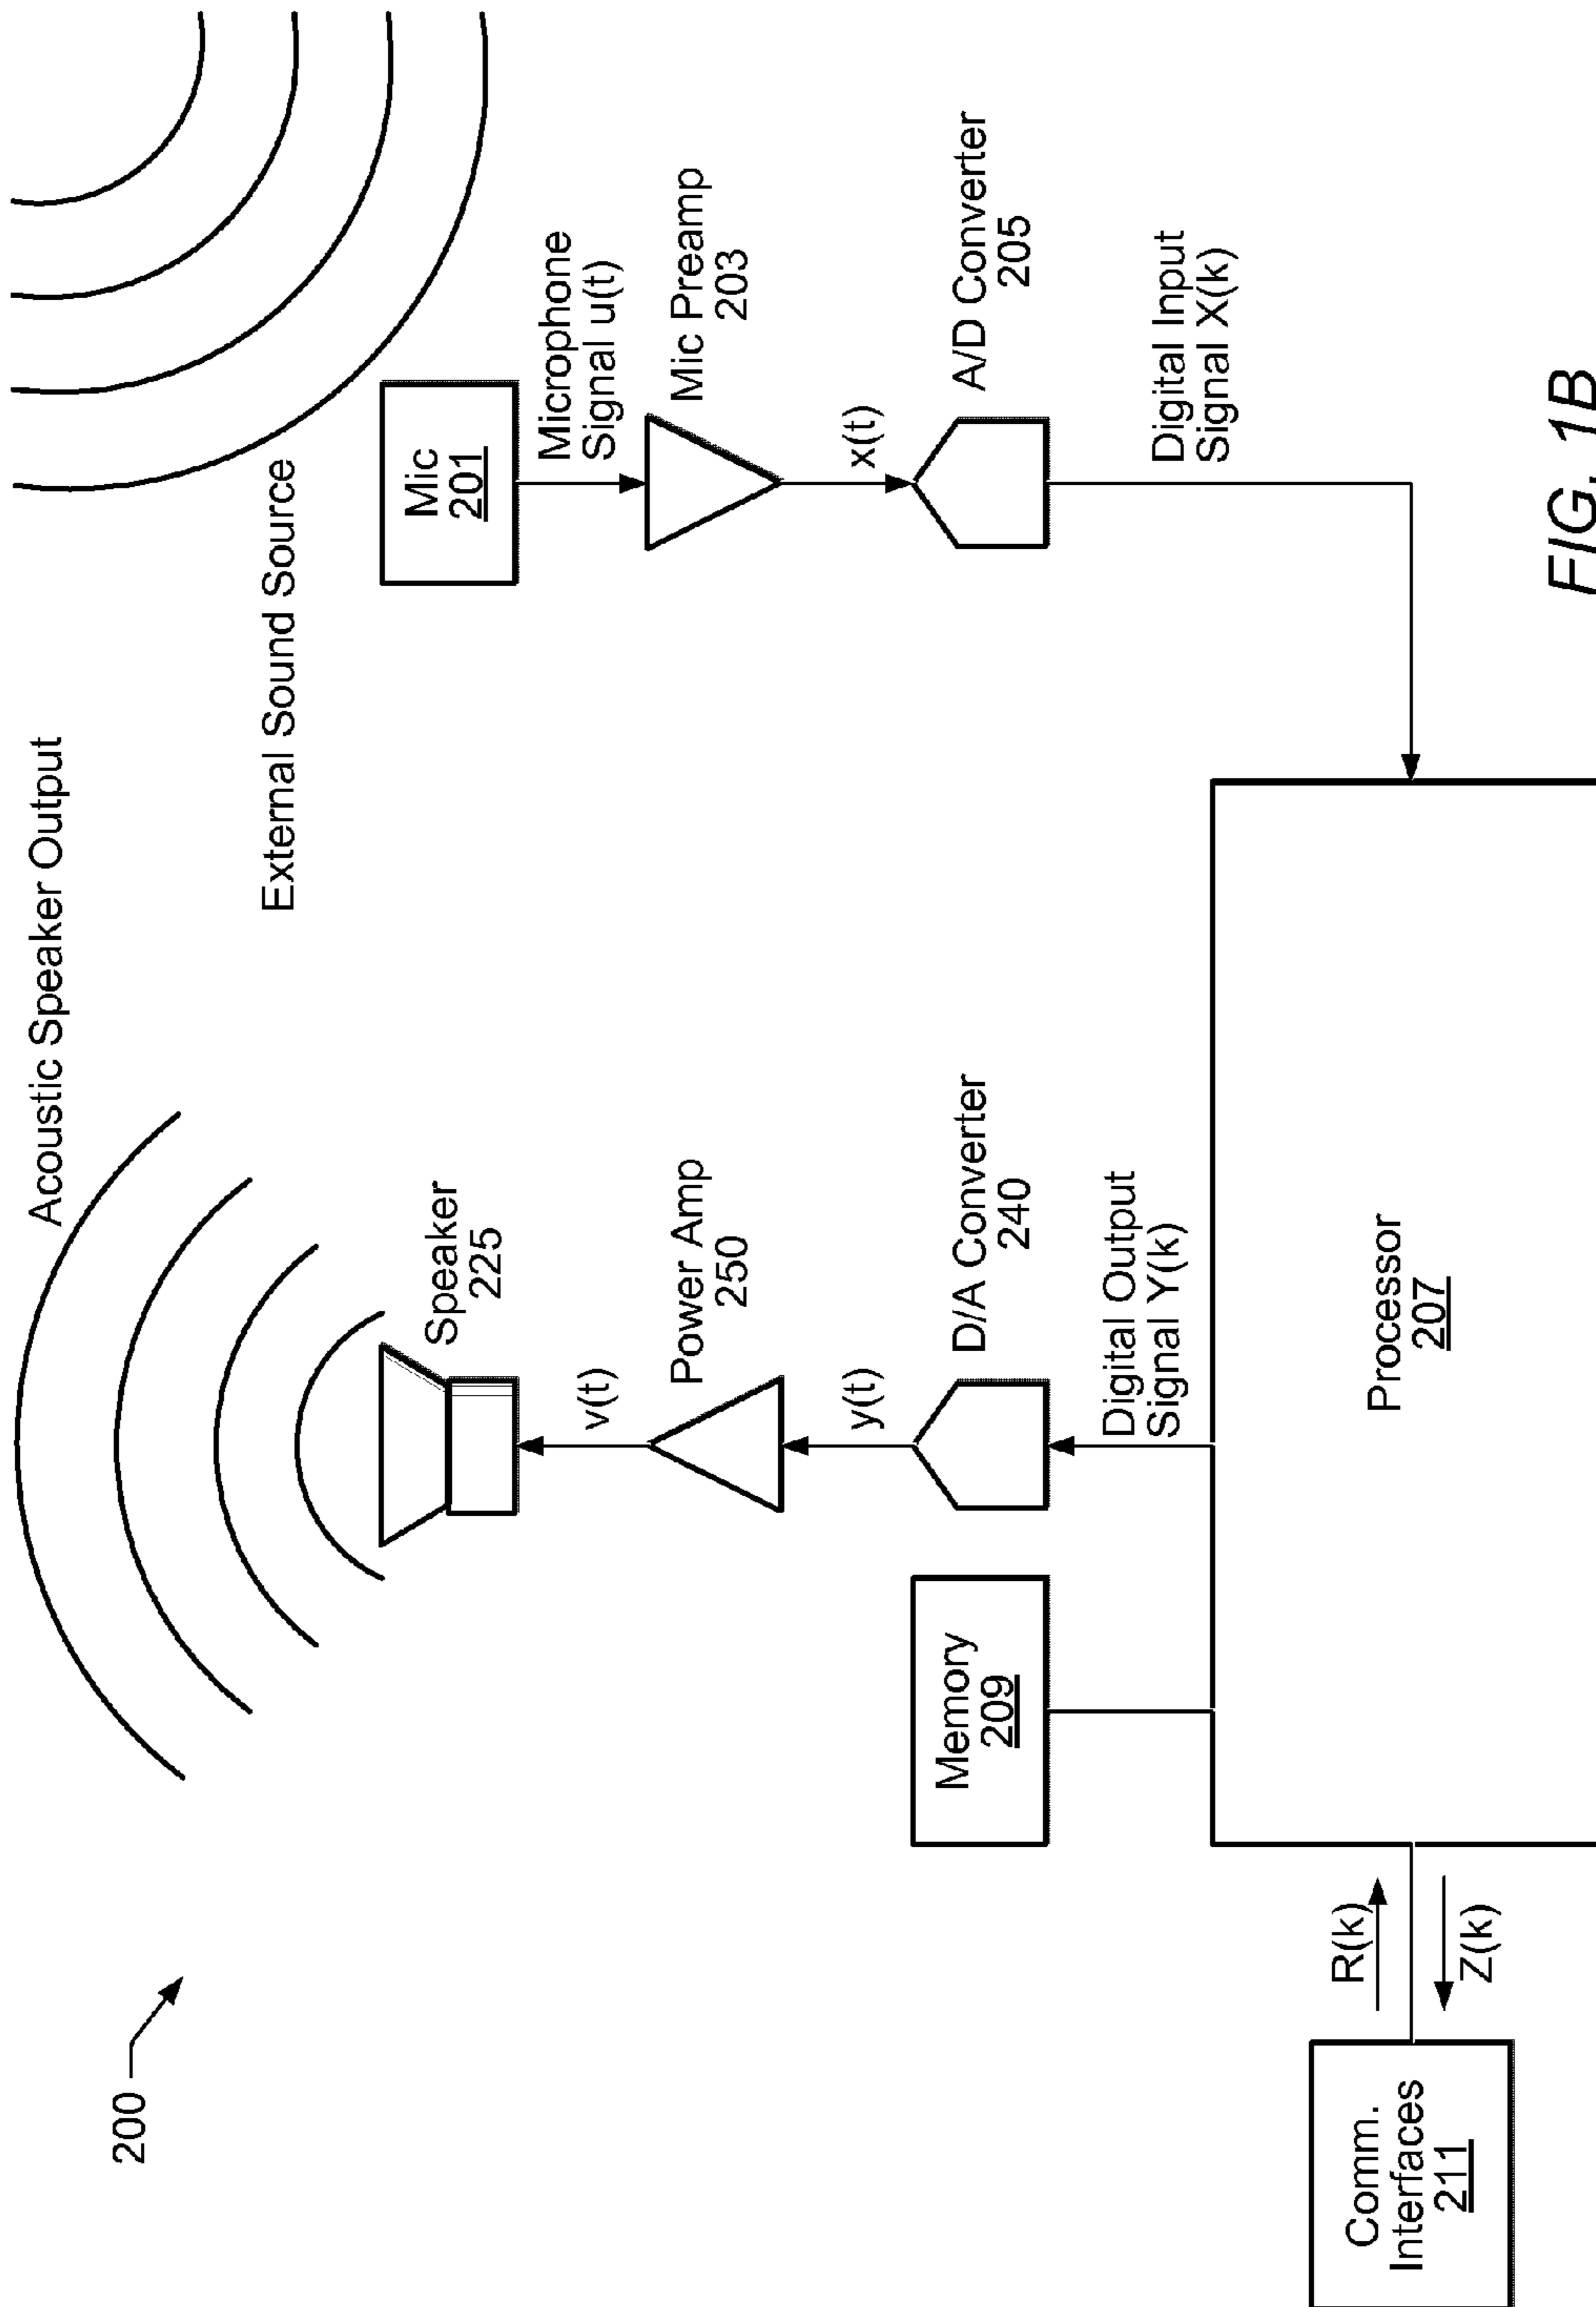 200
Acoustic Speaker Output
External Sound Source
Speaker
225
Mic
201
v(t)
Microphone
Signal u(t)
Power Amp
250
Mic Preamp
203
y(t)
x(t)
Memory
209
D/A Converter
240
A/D Converter
205
Digital Output
Signal Y(k)
Digital Input
Signal X(k)
R(k)
Z(k)
Comm.
Interfaces
211
Processor
207
FIG. 1B